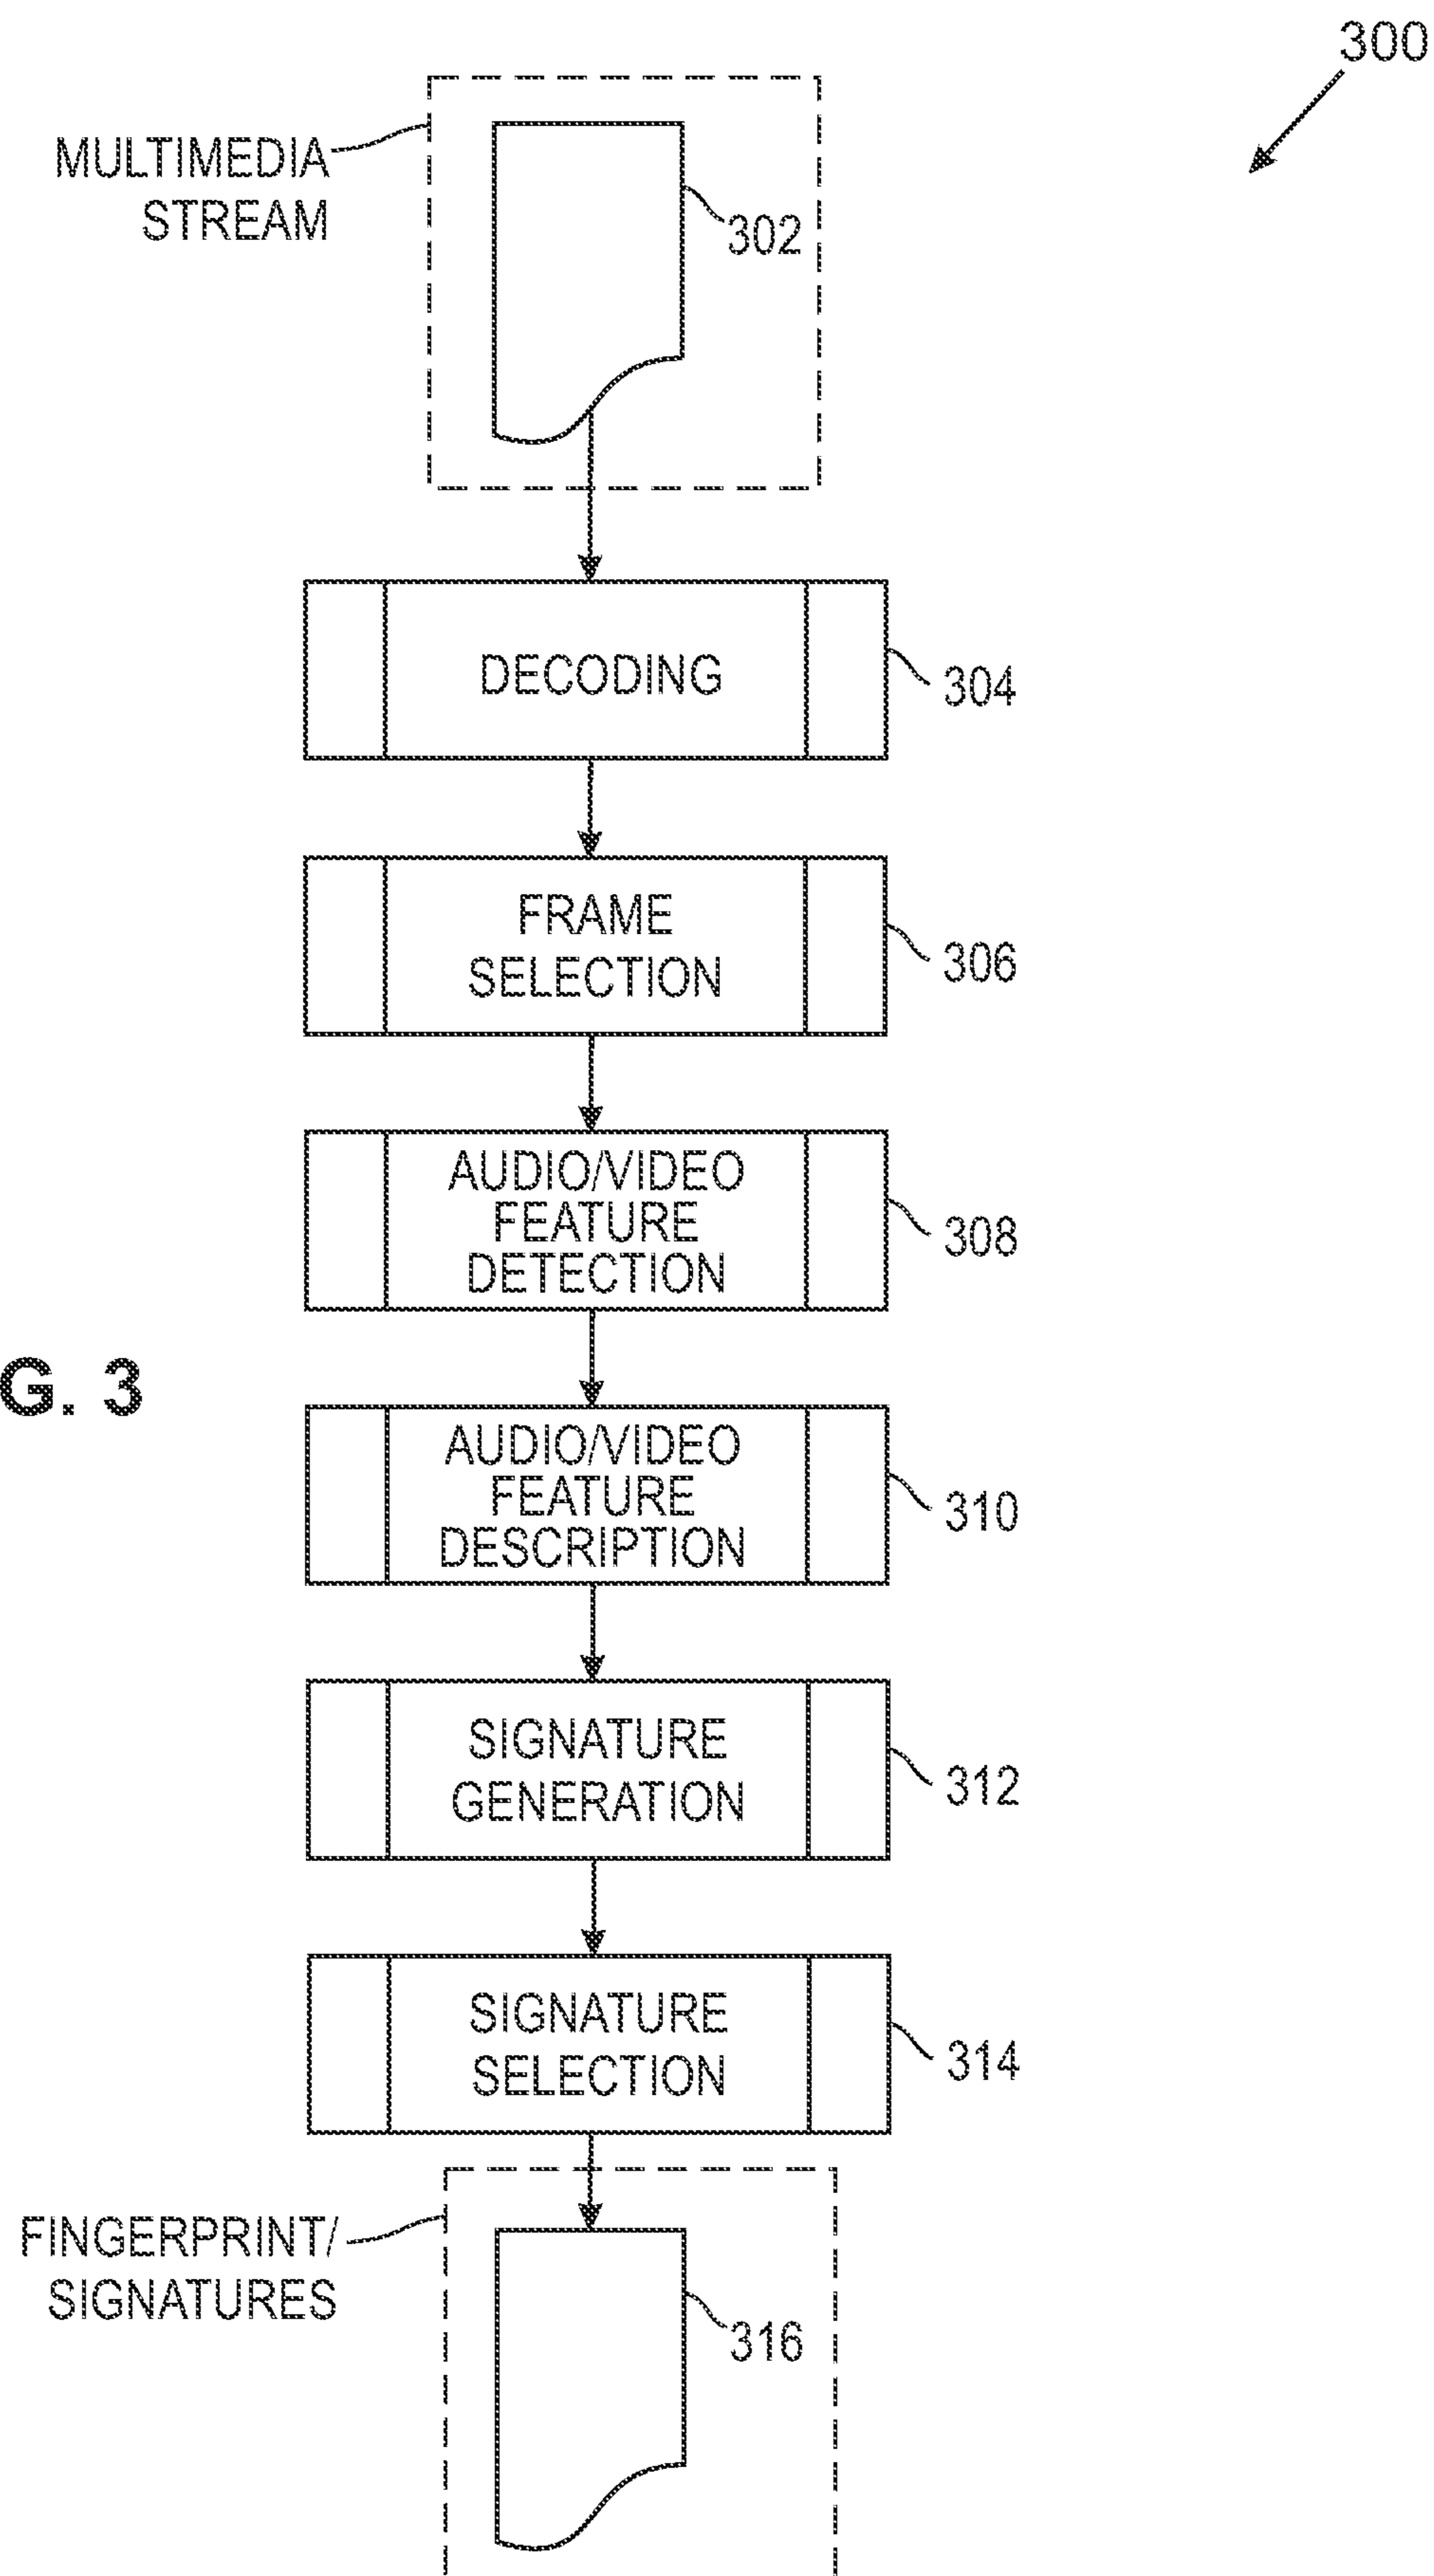 300
MULTIMEDIA
STREAM
302
DECODING
304
FRAME
SELECTION
306
AUDIO/VIDEO
FEATURE
DETECTION
308
G. 3
AUDIO/VIDEO
FEATURE
DESCRIPTION
310
SIGNATURE
GENERATION
312
SIGNATURE
SELECTION
314
FINGERPRINT/
SIGNATURES
316